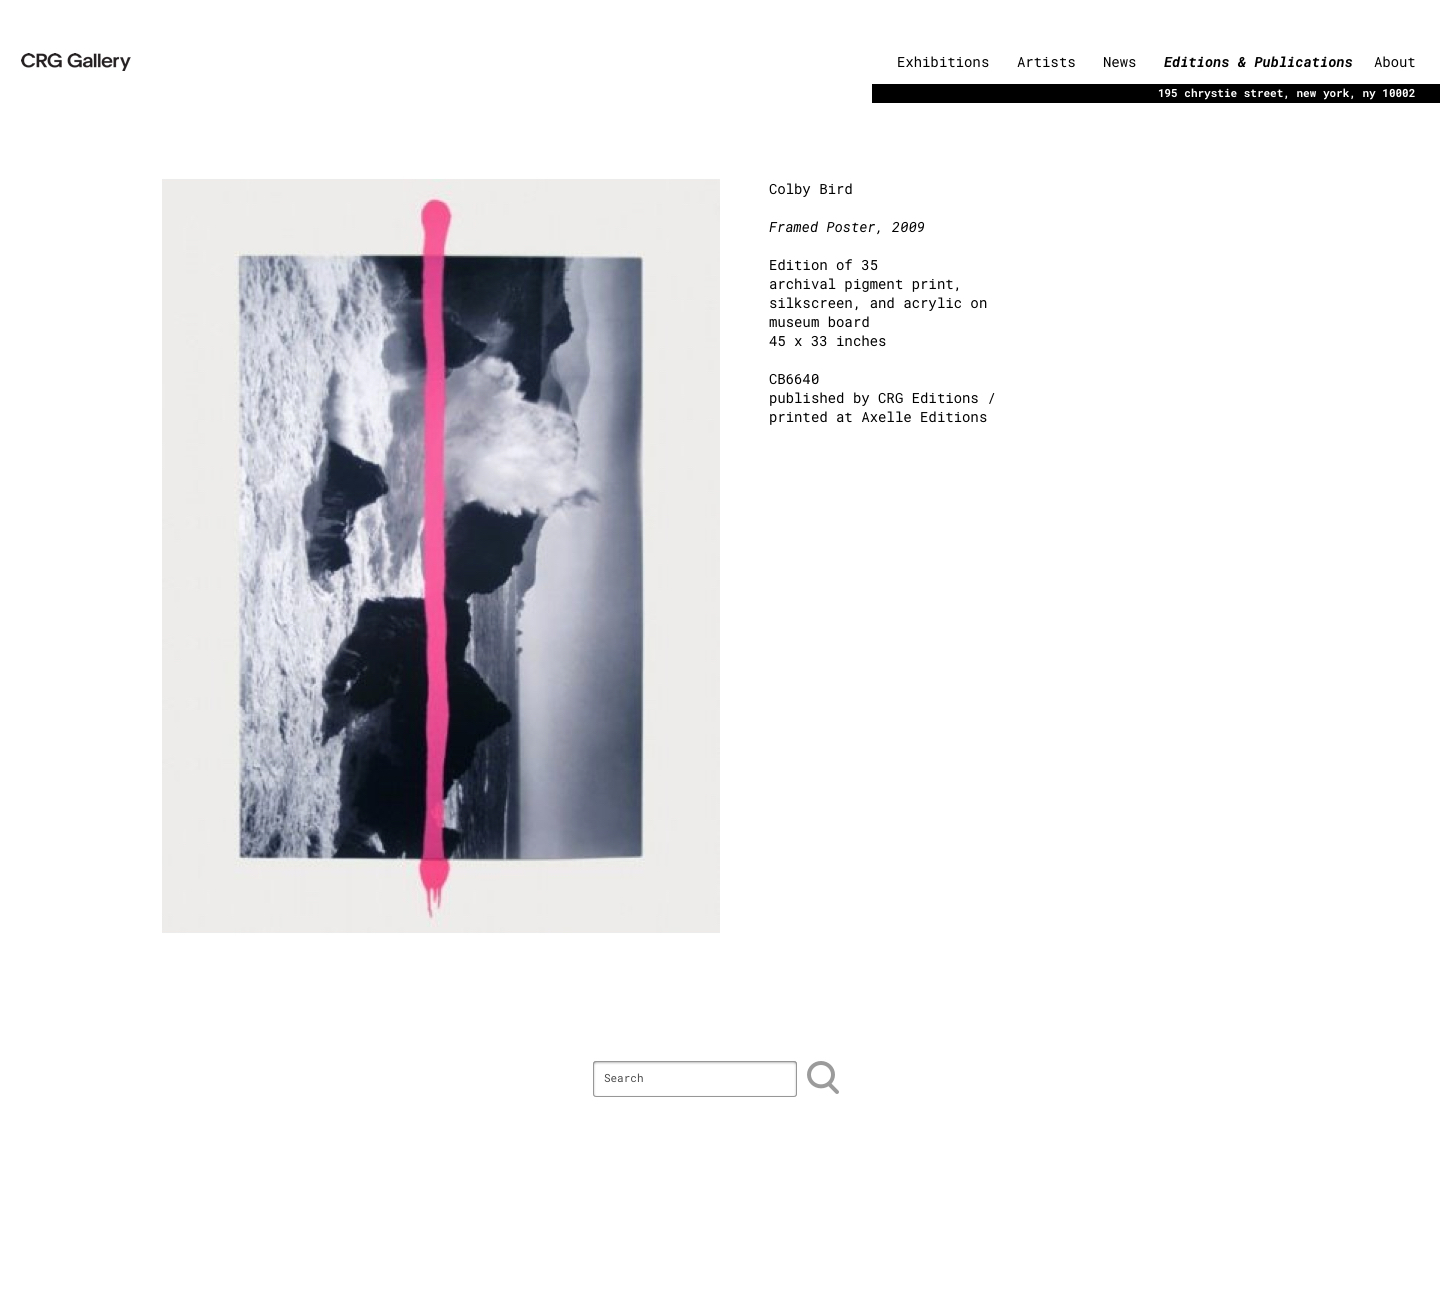 CRG Gallery
Exhibitions Artists News Editions & Publications About
195 chrystie street, new york, ny 10002
Colby Bird
Framed Poster, 2009
Edition of 35
archival pigment print,
silkscreen, and acrylic on
museum board
45 x 33 inches
CB6640
published by CRG Editions /
printed at Axelle Editions
Search